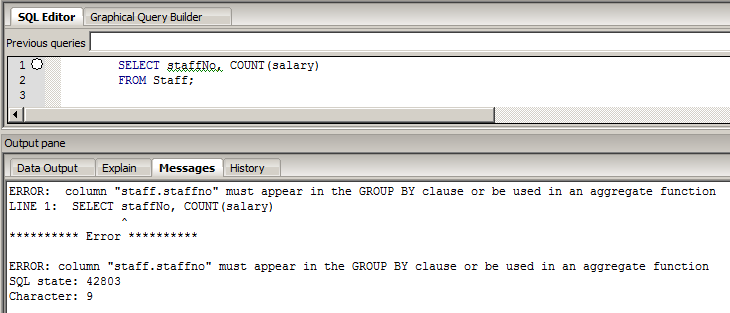 SQL Editor Graphical Query Builder
Previous queries
1 SELECT staffNo, COUNT(salary)
2 FROM Staff;
3
Output pane
Data Output Explain Messages History
ERROR:  column "staff.staffno" must appear in the GROUP BY clause or be used in an aggregate function
LINE 1:  SELECT staffNo, COUNT(salary)
^
********** Error **********
ERROR: column "staff.staffno" must appear in the GROUP BY clause or be used in an aggregate function
SQL state: 42803
Character: 9